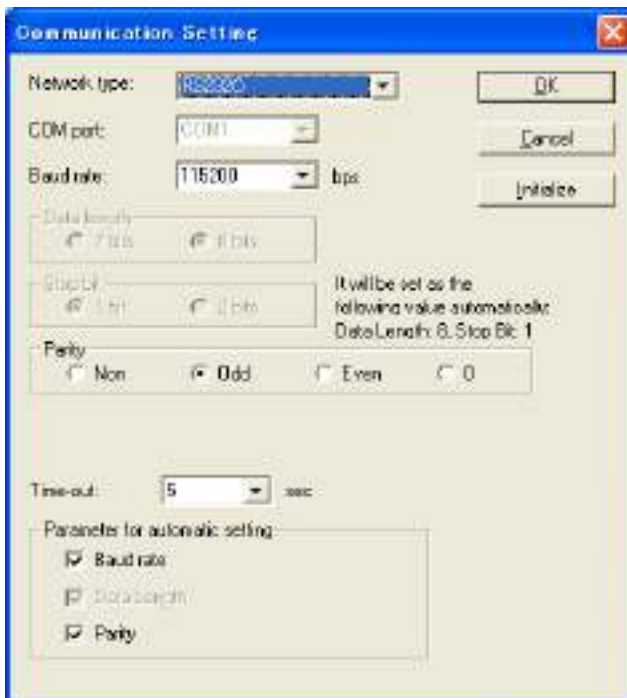 Communication Setting
Network type: RS232C
OK
COM port: COM1
Cancel
Baud rate: 115200 bps
Initialize
Data length
7 bits 8 bits
Stop bit
1 bit 2 bits
It will be set as the
following value automatically:
Data Length: 8, Stop Bit: 1
Parity
Non Odd Even 0
Time-out: 5 sec
Parameter for automatic setting
Baud rate
Data Length
Parity